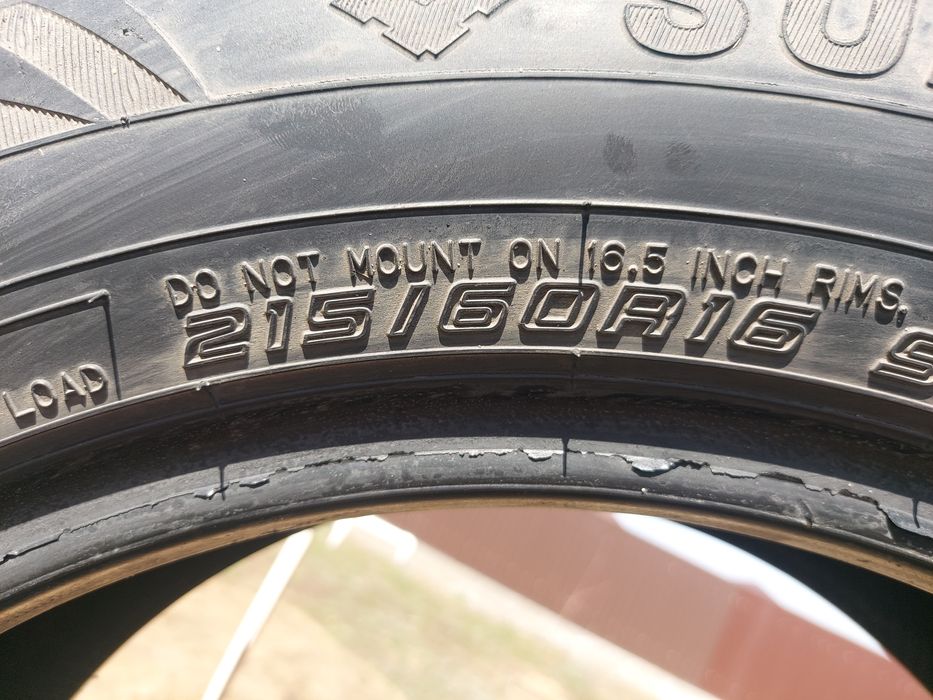 DO NOT MOUNT ON 16.5 INCH RIMS,
215/60R16
LOAD